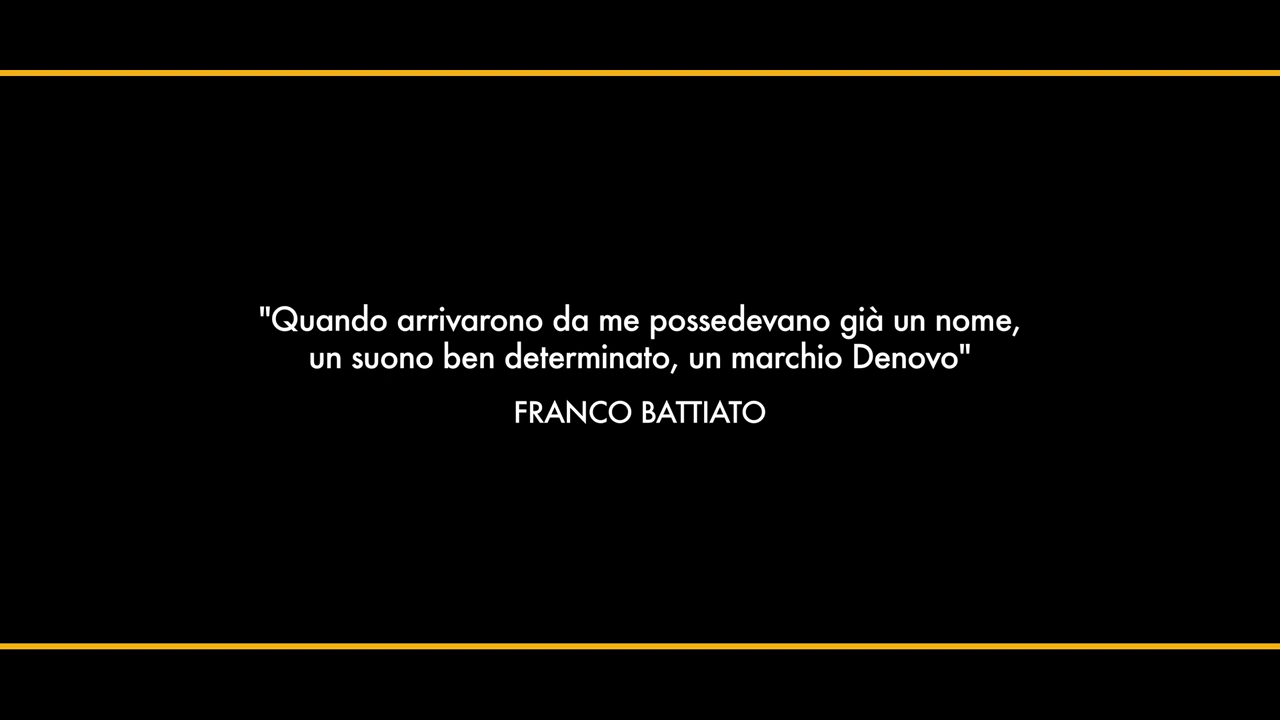 "Quando arrivarono da me possedevano già un nome,
un suono ben determinato, un marchio Denovo"
FRANCO BATTIATO